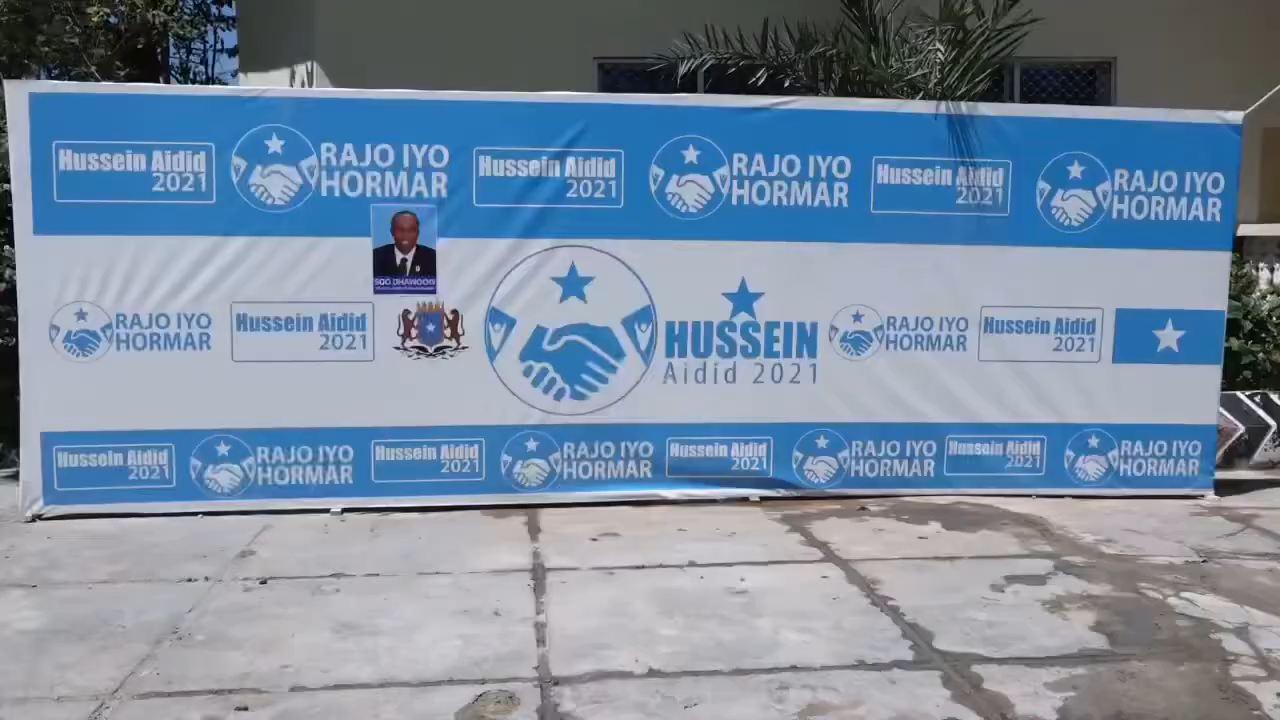 Hussein Aidid
2021
RAJO IYO
HORMAR
Hussein Aidid
2021
RAJO IYO
HORMAR
Hussein Aidid
2021
RAJO IYO
HORMAR
SGO DHAWOOW
RAJO IYO
HORMAR
Hussein Aidid
2021
HUSSEIN
Aidid 2021
RAJO IYO
HORMAR
Hussein Aidid
2021
Hussein Aidid
2021
RAJO IYO
HORMAR
Hussein Aidid
2021
RAJO IYO
HORMAR
Hussein Aidid
2021
RAJO IYO
HORMAR
Hussein Aidid
2021
RAJO IYO
HORMAR